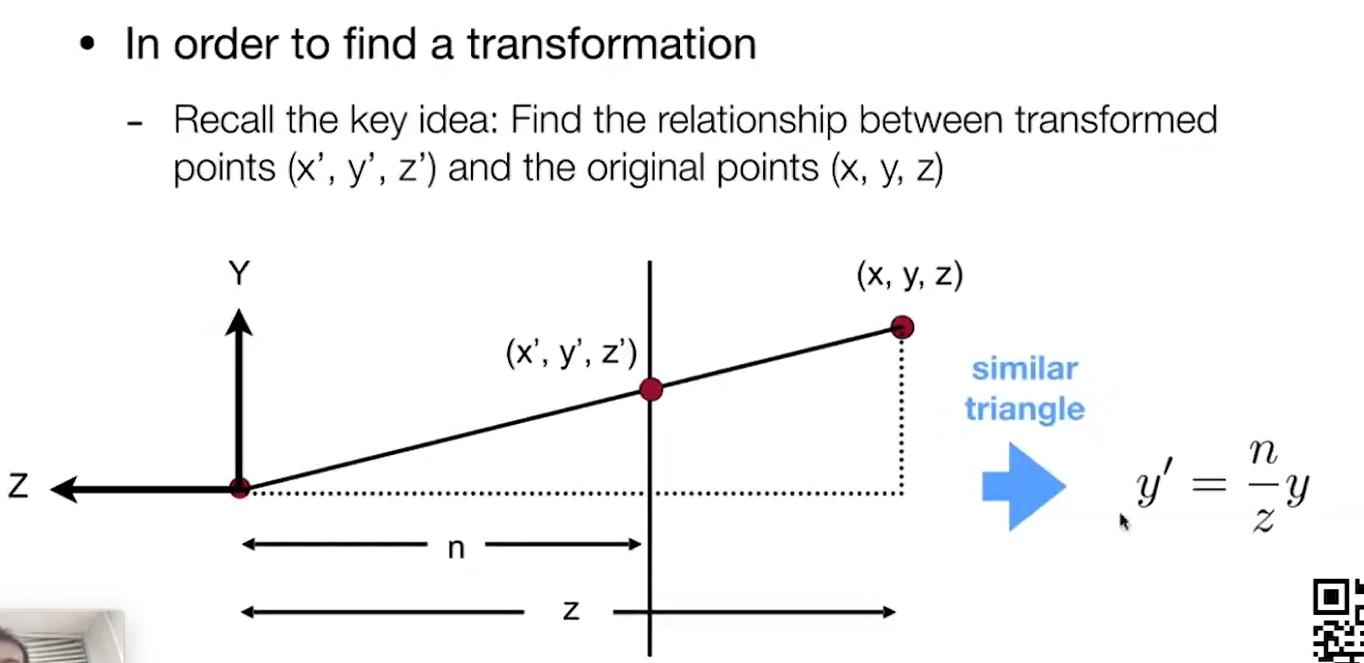 • In order to find a transformation
- Recall the key idea: Find the relationship between transformed
points (x’, y’, z’) and the original points (x, y, z)
Y
(x, y, z)
(x’, y’, z’)
similar
triangle
Z
y′ = n/z y
n
z